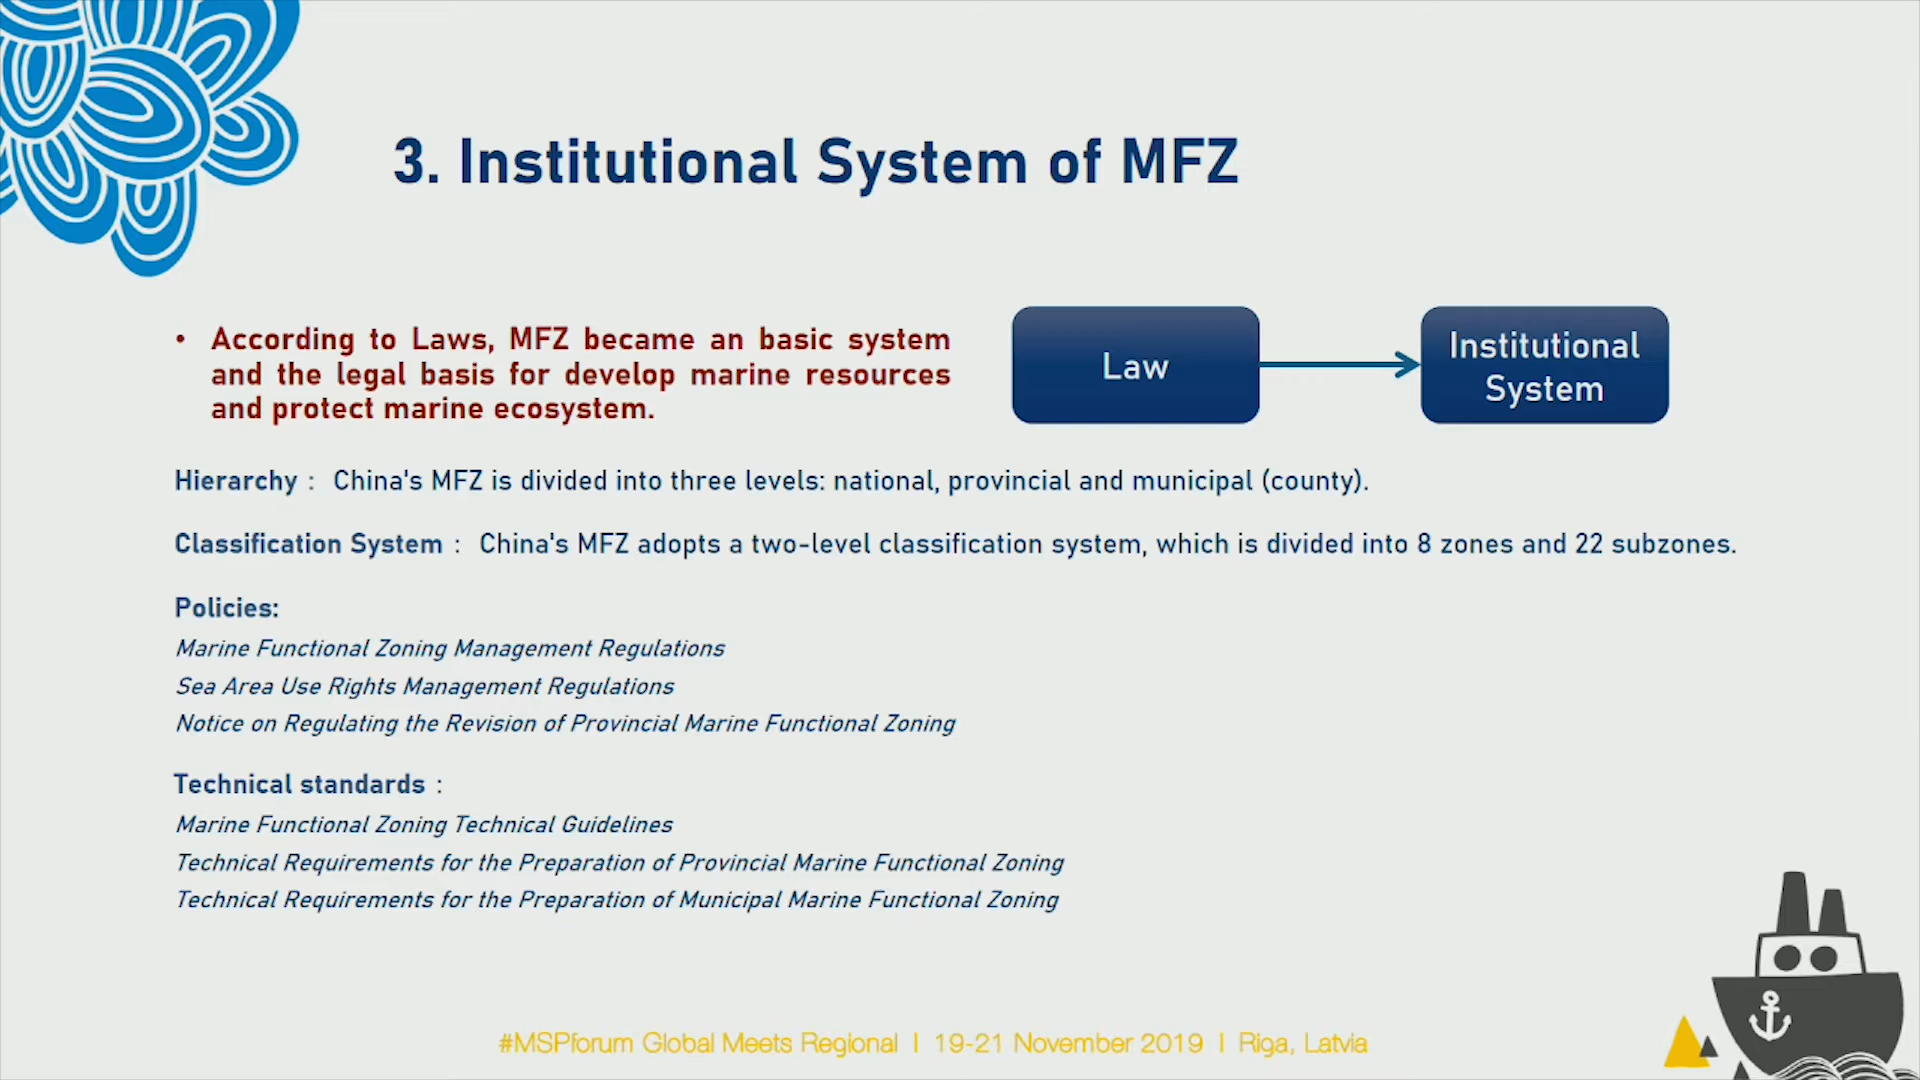 3. Institutional System of MFZ
• According to Laws, MFZ became an basic system
and the legal basis for develop marine resources
and protect marine ecosystem.
Law
Institutional
System
Hierarchy : China's MFZ is divided into three levels: national, provincial and municipal (county).
Classification System : China's MFZ adopts a two-level classification system, which is divided into 8 zones and 22 subzones.
Policies:
Marine Functional Zoning Management Regulations
Sea Area Use Rights Management Regulations
Notice on Regulating the Revision of Provincial Marine Functional Zoning
Technical standards :
Marine Functional Zoning Technical Guidelines
Technical Requirements for the Preparation of Provincial Marine Functional Zoning
Technical Requirements for the Preparation of Municipal Marine Functional Zoning
#MSPforum Global Meets Regional | 19-21 November 2019 | Riga, Latvia